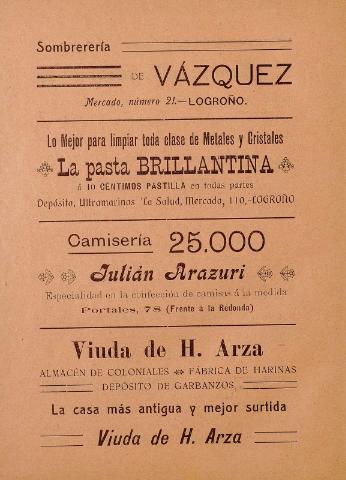 Sombrerería
DE VÁZQUEZ
Mercado, número 21.—LOGROÑO.
Lo Mejor para limpiar toda clase de Metales y Cristales
La pasta BRILLANTINA
á 10 CENTIMOS PASTILLA en todas partes
Depósito, Ultramarinos La Salud, Mercado, 110,-LOGROÑO
Camisería 25.000
Julián Arazuri
Especialidad en la confección de camisas á la medida
Portales, 78 (Frente á la Redonda)
Viuda de H. Arza
ALMACÉN DE COLONIALES FÁBRICA DE HARINAS
DEPÓSITO DE GARBANZOS,
La casa más antigua y mejor surtida
Viuda de H. Arza